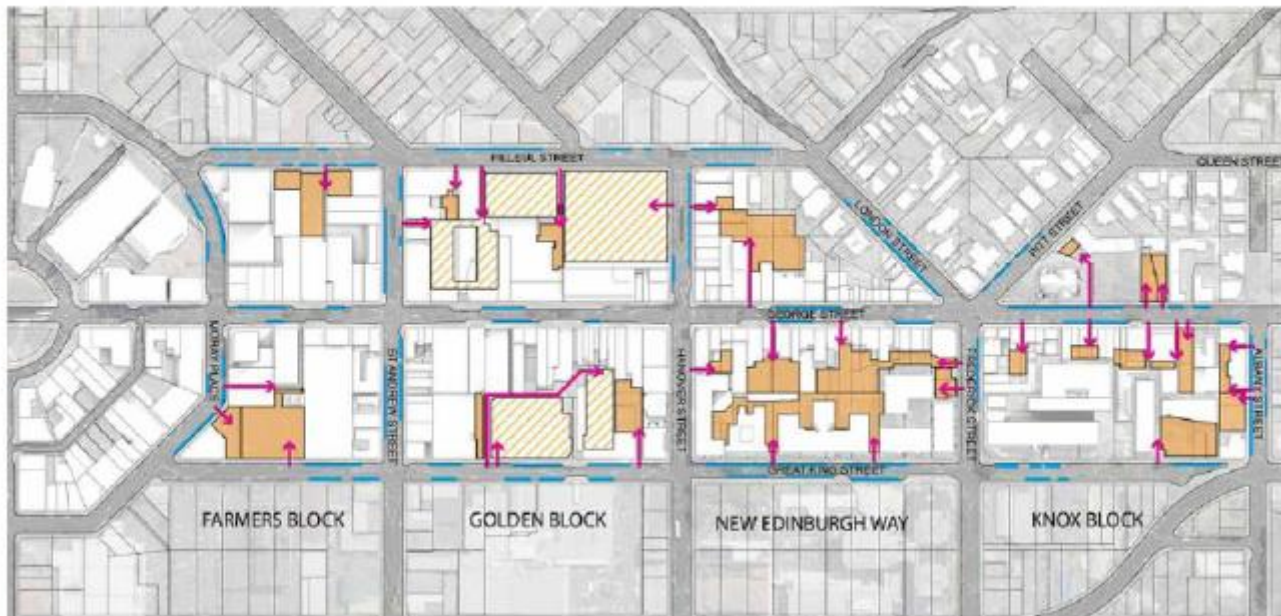 FILLEUL STREET
QUEEN STREET
LONDON STREET
PITT STREET
GEORGE STREET
MORAY PLACE
ST ANDREW STREET
HANOVER STREET
FREDERICK STREET
ALBANY STREET
GREAT KING STREET
FARMERS BLOCK
GOLDEN BLOCK
NEW EDINBURGH WAY
KNOX BLOCK